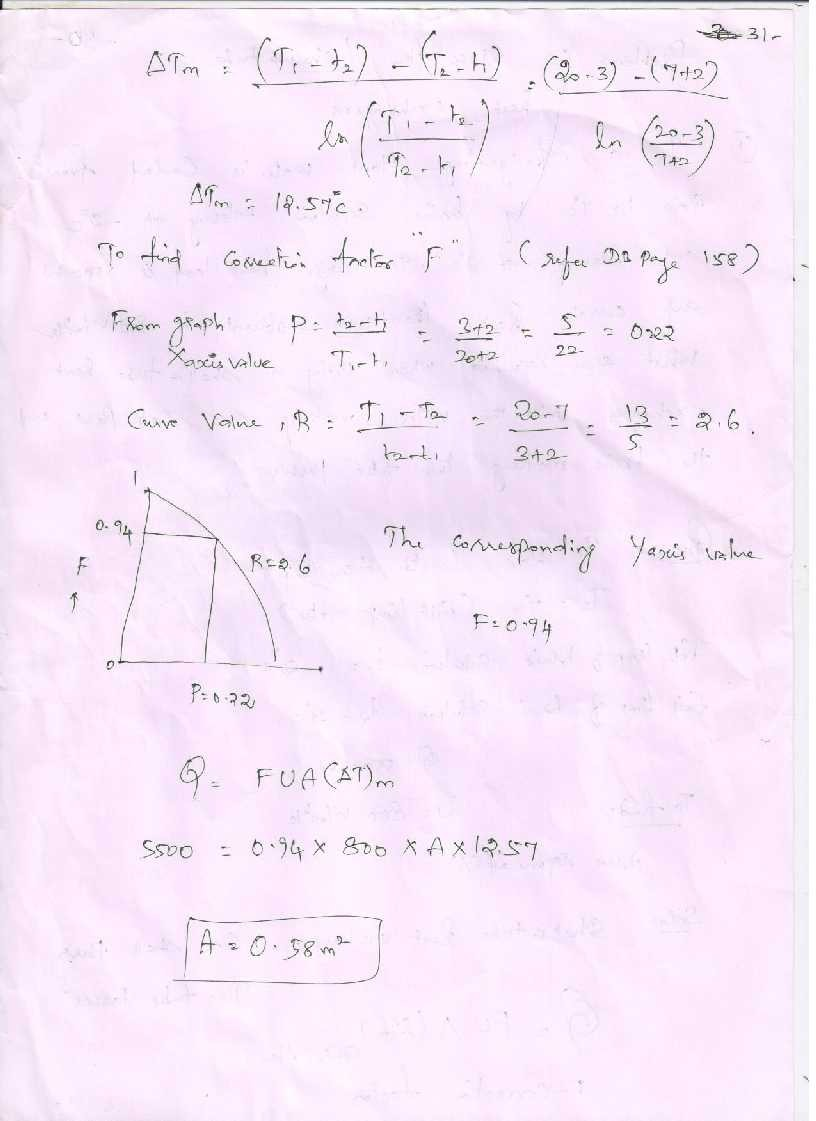 31-
ΔTm = (T1 - t2) - (T2 - t1) / ln (T1 - t2 / T2 - t1) = (20-3) - (7+2) / ln (20-3 / 7+2)
ΔTm = 12.57°C.
To find Correction factor "F" (refer DB page 158)
From graph P = t2-t1 / T1-t1 = 3+2 / 20+2 = 5 / 22 = 0.22
Xaxis value
Curve Value, R = T1 - T2 / t2-t1 = 20-7 / 3+2 = 13 / 5 = 2.6.
1
0.94
F
↑
R=2.6
0
P=0.22
The corresponding Yaxis value
F=0.94
Q = FUA(ΔT)m
5500 = 0.94 × 800 × A × 12.57
A = 0.58 m²